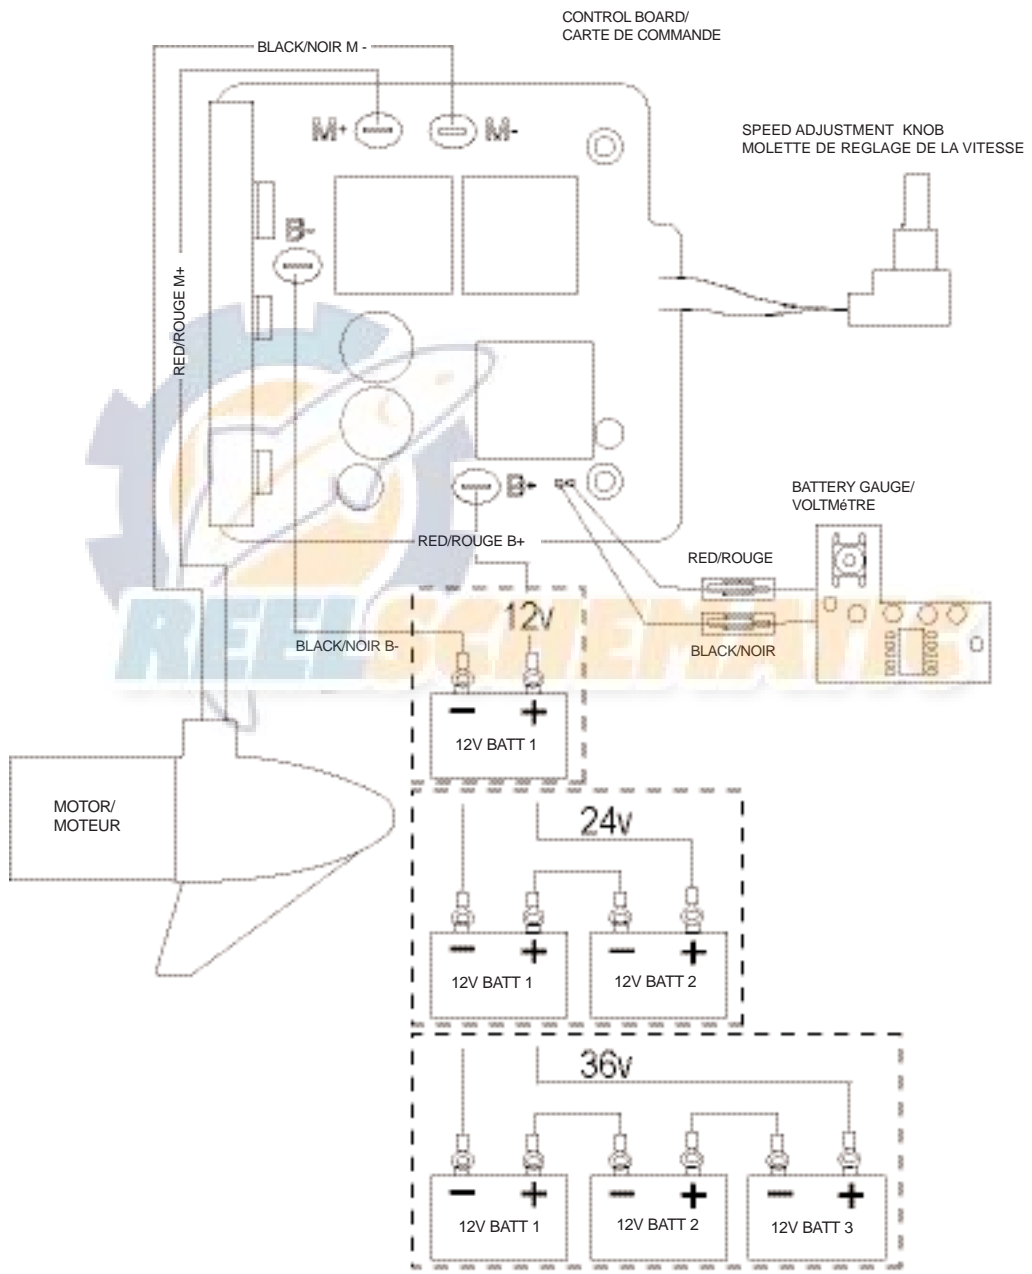 CONTROL BOARD/
CARTE DE COMMANDE
BLACK/NOIR M -
M+
M-
SPEED ADJUSTMENT KNOB
MOLETTE DE REGLAGE DE LA VITESSE
B-
RED/ROUGE M+
B+
BATTERY GAUGE/
VOLTMéTRE
RED/ROUGE B+
RED/ROUGE
12v
BLACK/NOIR B-
BLACK/NOIR
REELSCHEMATIC
- +
12V BATT 1
MOTOR/
MOTEUR
24v
- + - +
12V BATT 1
12V BATT 2
36v
- + - + - +
12V BATT 1
12V BATT 2
12V BATT 3